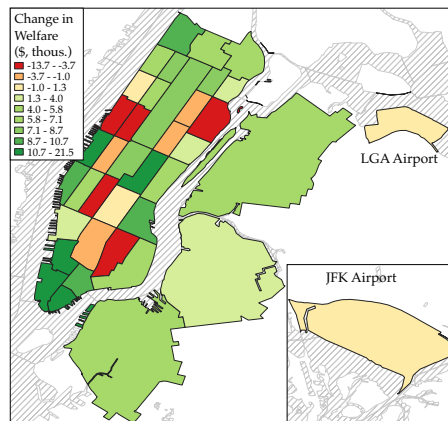 Change in
Welfare
($, thous.)
-13.7 - -3.7
-3.7 - -1.0
-1.0 - 1.3
1.3 - 4.0
4.0 - 5.8
5.8 - 7.1
7.1 - 8.7
8.7 - 10.7
10.7 - 21.5
LGA Airport
JFK Airport